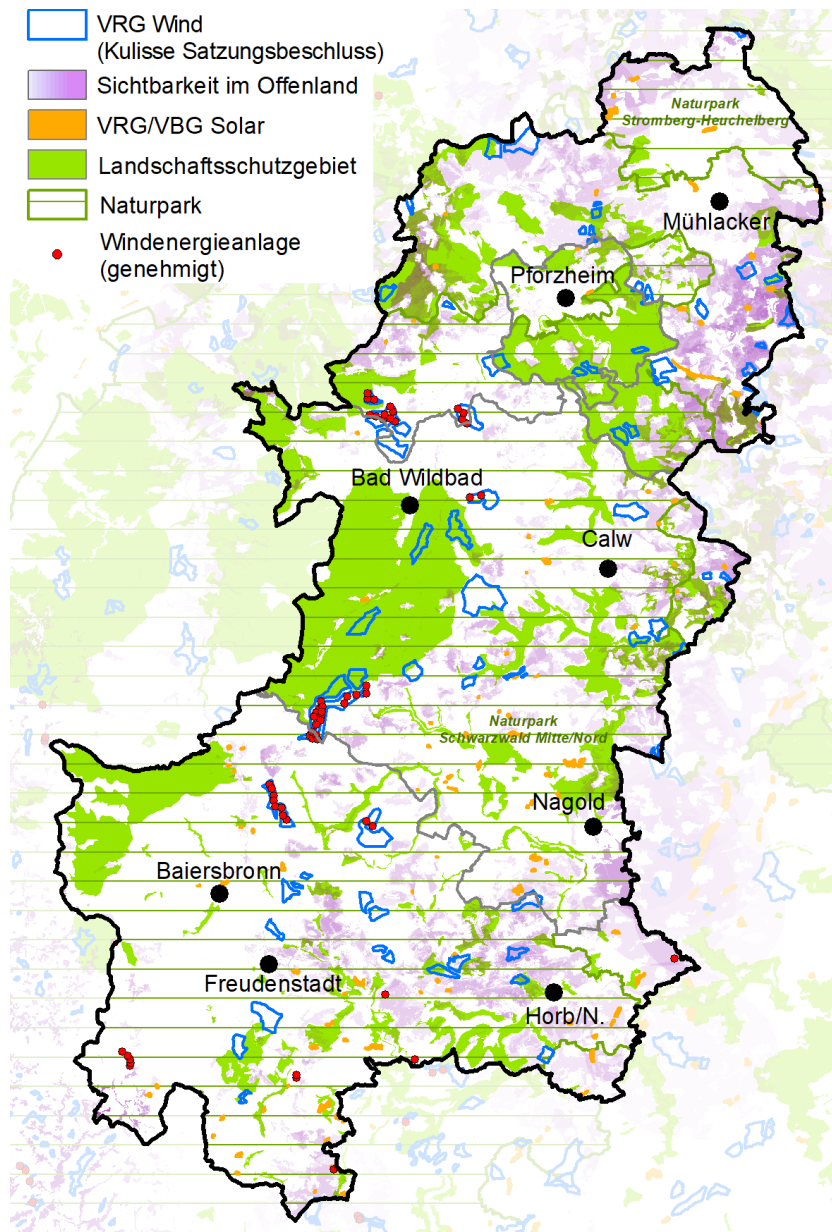 VRG Wind
(Kulisse Satzungsbeschluss)
Sichtbarkeit im Offenland
VRG/VBG Solar
Landschaftsschutzgebiet
Naturpark
Windenergieanlage
(genehmigt)
Naturpark
Stromberg-Heuchelberg
Mühlacker
Pforzheim
Bad Wildbad
Calw
Naturpark
Schwarzwald Mitte/Nord
Nagold
Baiersbronn
Freudenstadt
Horb/N.